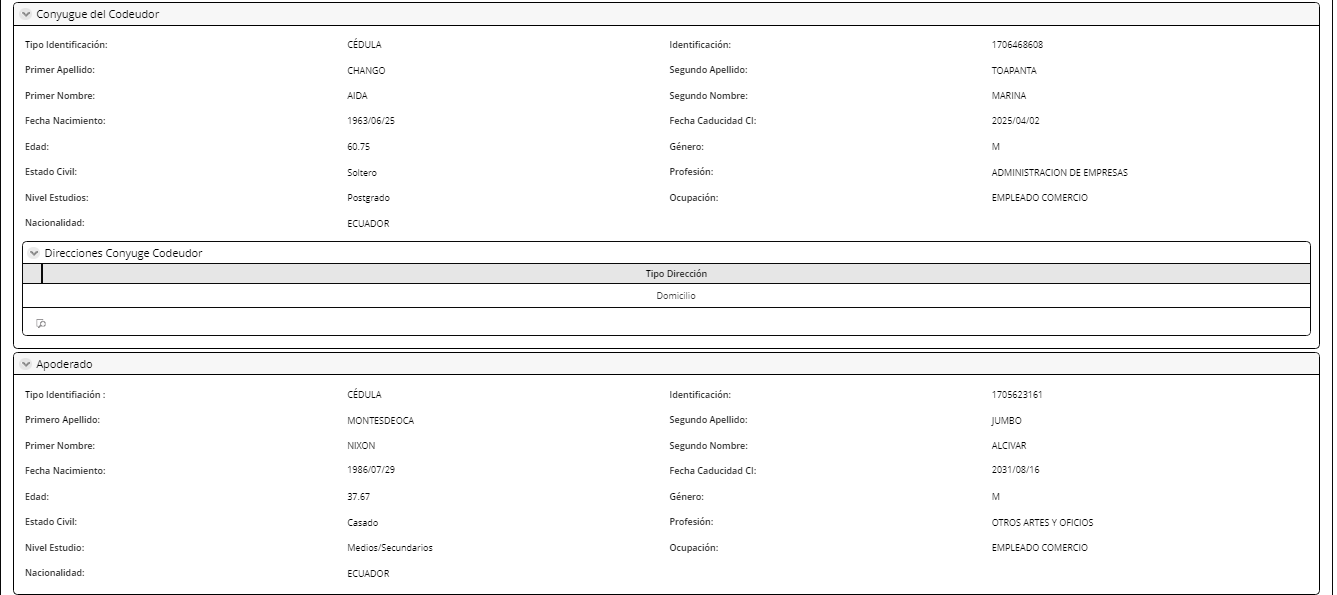 Conyugue del Codeudor
Tipo Identificación: CÉDULA Identificación: 1706468608
Primer Apellido: CHANGO Segundo Apellido: TOAPANTA
Primer Nombre: AIDA Segundo Nombre: MARINA
Fecha Nacimiento: 1963/06/25 Fecha Caducidad CI: 2025/04/02
Edad: 60.75 Género: M
Estado Civil: Soltero Profesión: ADMINISTRACION DE EMPRESAS
Nivel Estudios: Postgrado Ocupación: EMPLEADO COMERCIO
Nacionalidad: ECUADOR
Direcciones Conyuge Codeudor
Tipo Dirección
Domicilio
Apoderado
Tipo Identifiación : CÉDULA Identificación: 1705623161
Primero Apellido: MONTESDEOCA Segundo Apellido: JUMBO
Primer Nombre: NIXON Segundo Nombre: ALCIVAR
Fecha Nacimiento: 1986/07/29 Fecha Caducidad CI: 2031/08/16
Edad: 37.67 Género: M
Estado Civil: Casado Profesión: OTROS ARTES Y OFICIOS
Nivel Estudio: Medios/Secundarios Ocupación: EMPLEADO COMERCIO
Nacionalidad: ECUADOR